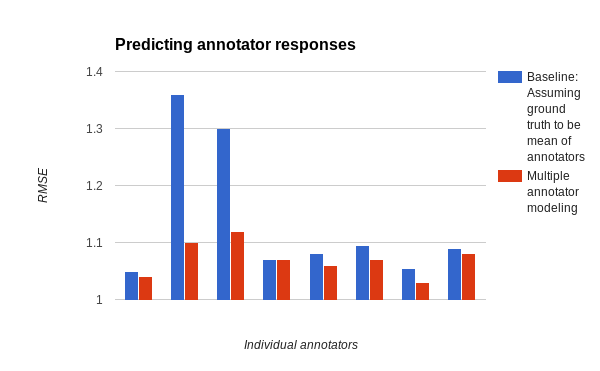 Predicting annotator responses
1.4
1.3
1.2
1.1
1
RMSE
Individual annotators
Baseline:
Assuming
ground
truth to be
mean of
annotators
Multiple
annotator
modeling